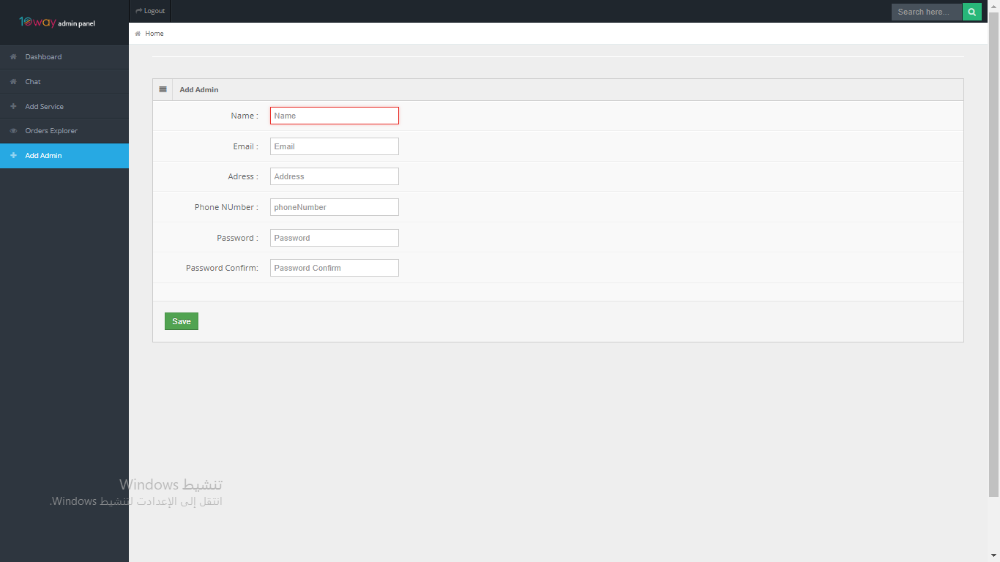 10way admin panel
Logout
Search here...
Home
Dashboard
Chat
Add Service
Orders Explorer
Add Admin
Add Admin
Name : Name
Email : Email
Adress : Address
Phone NUmber : phoneNumber
Password : Password
Password Confirm: Password Confirm
Save
تنشيط Windows
انتقل إلى الإعدادت لتنشيط Windows.